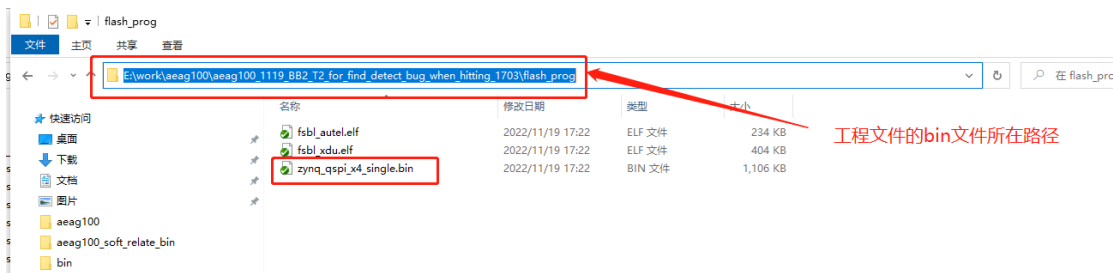 flash_prog
文件 主页 共享 查看
E:\work\aeag100\aeag100_1119_BB2_T2_for_find_detect_bug_when_hitting_1703\flash_prog
在 flash_pro
名称 修改日期 类型 大小
快速访问
桌面
下载
文档
图片
aeag100
aeag100_soft_relate_bin
bin
fsbl_autel.elf 2022/11/19 17:22 ELF 文件 234 KB
fsbl_xdu.elf 2022/11/19 17:22 ELF 文件 404 KB
zynq_qspi_x4_single.bin 2022/11/19 17:22 BIN 文件 1,106 KB
工程文件的bin文件所在路径